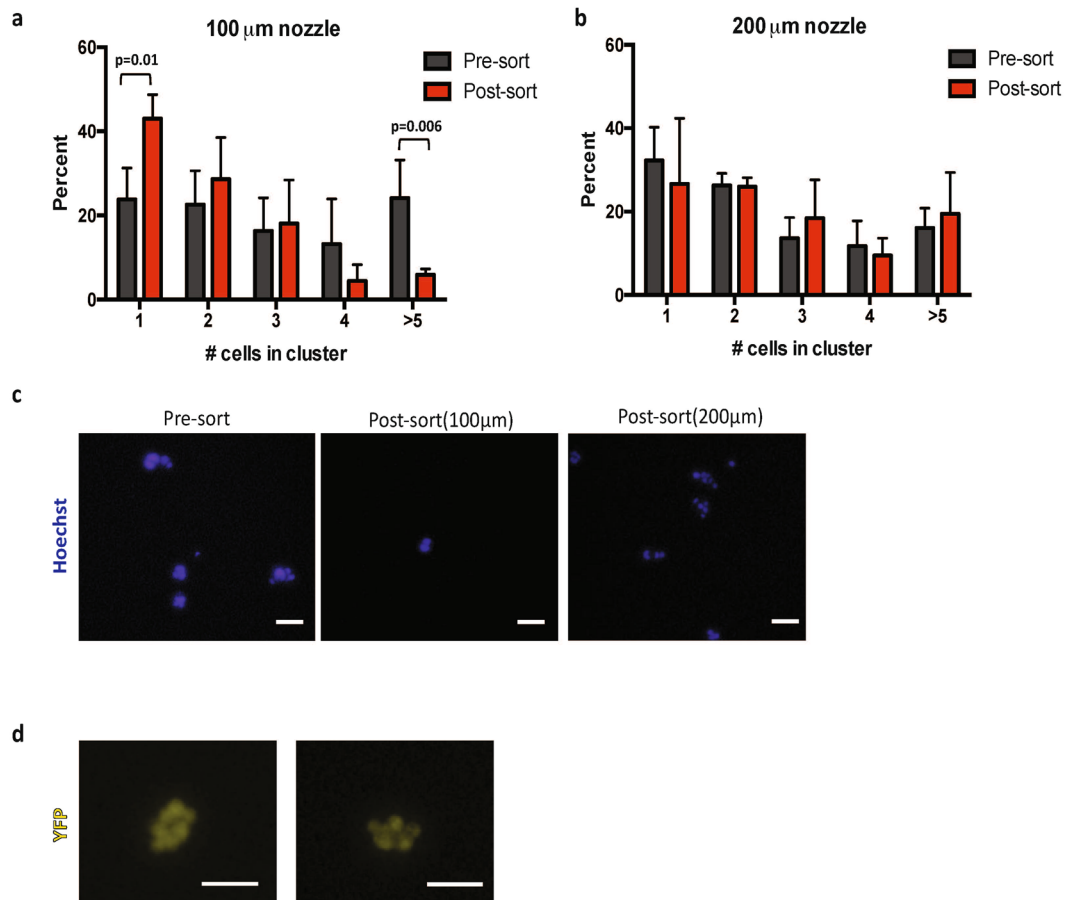 a
100 μm nozzle
60
40
20
0
Percent
p=0.01
p=0.006
Pre-sort
Post-sort
1 2 3 4 >5
# cells in cluster
b
200 μm nozzle
60
40
20
0
Percent
Pre-sort
Post-sort
1 2 3 4 >5
# cells in cluster
c
Pre-sort Post-sort(100μm) Post-sort(200μm)
Hoechst
d
YFP